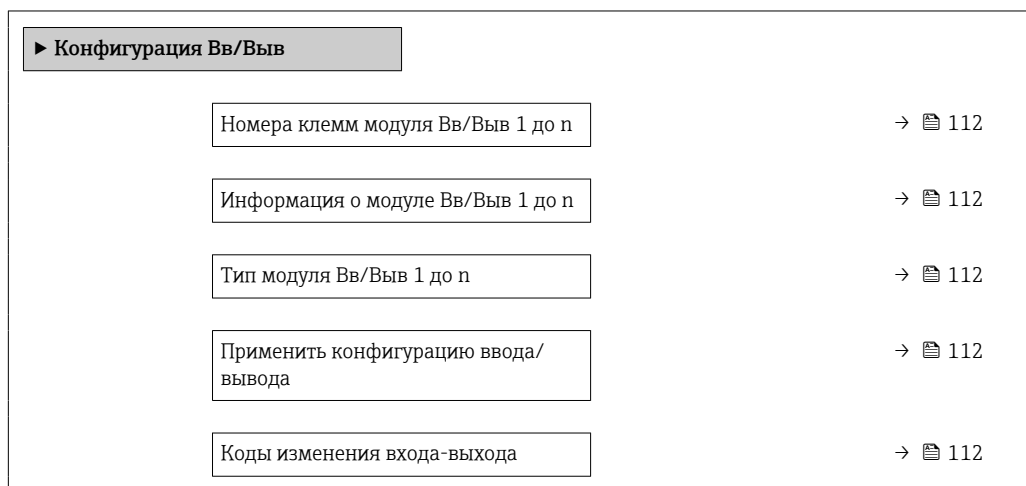 ▶ Конфигурация Вв/Выв
Номера клемм модуля Вв/Выв 1 до n → 112
Информация о модуле Вв/Выв 1 до n → 112
Тип модуля Вв/Выв 1 до n → 112
Применить конфигурацию ввода/ → 112
вывода
Коды изменения входа-выхода → 112